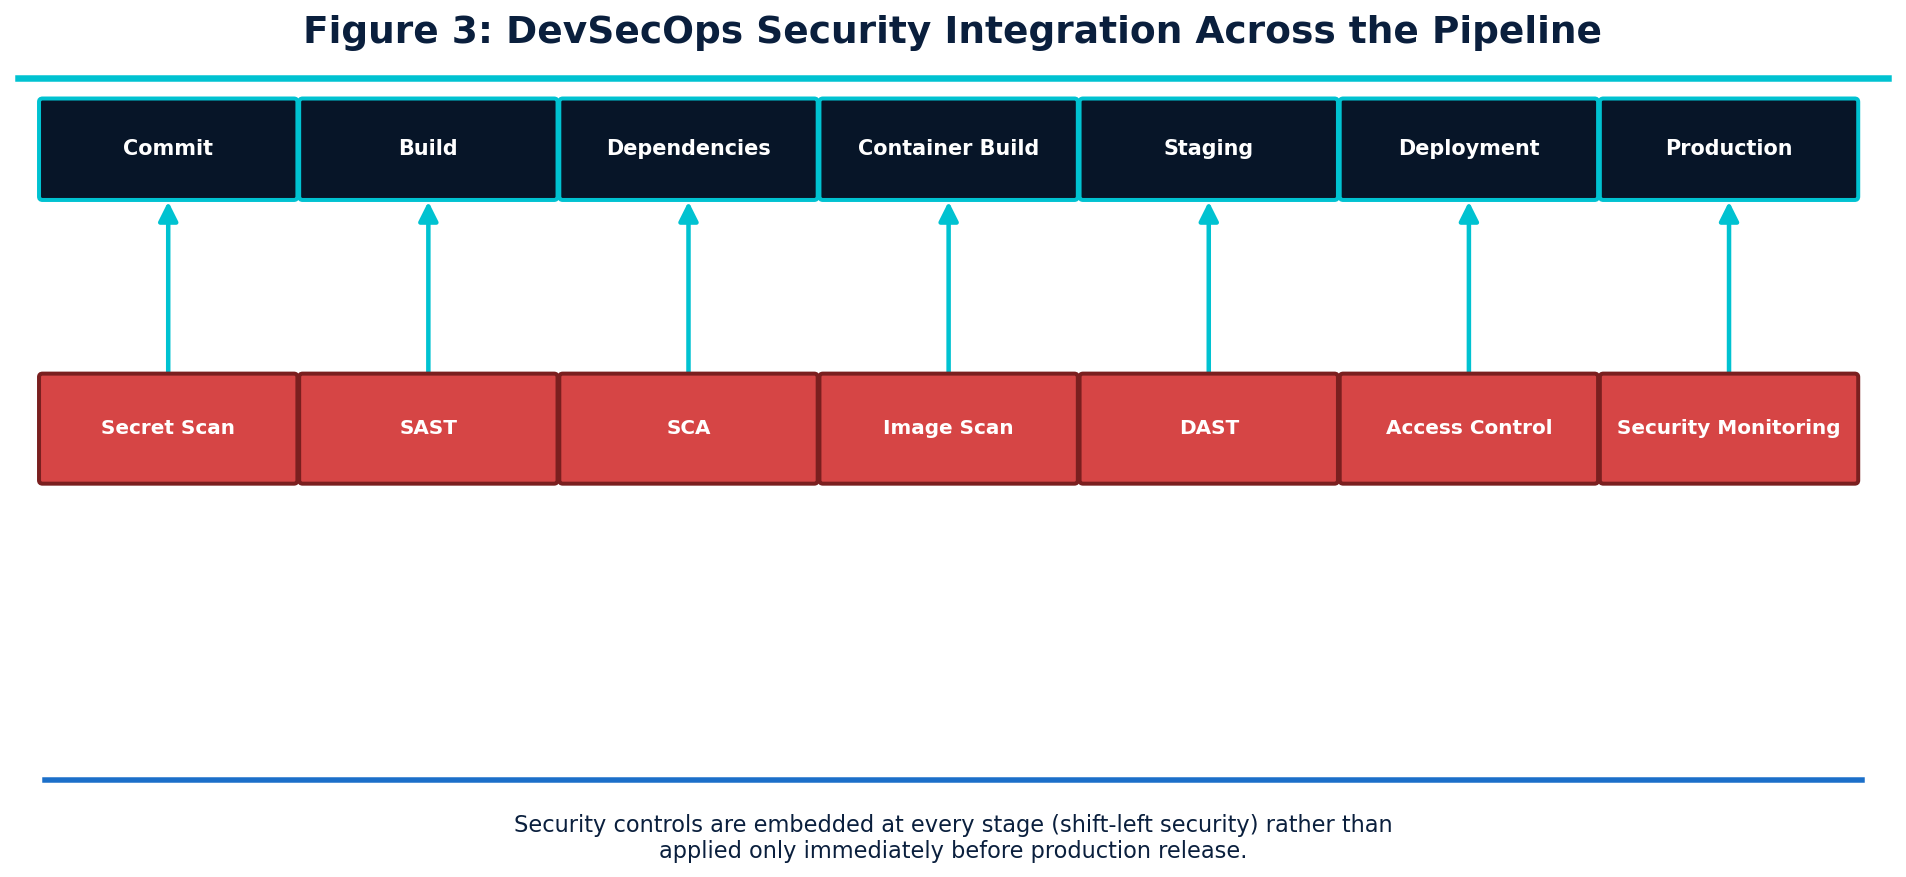 Figure 3: DevSecOps Security Integration Across the Pipeline
Commit
Build
Dependencies
Container Build
Staging
Deployment
Production
Secret Scan
SAST
SCA
Image Scan
DAST
Access Control
Security Monitoring
Security controls are embedded at every stage (shift-left security) rather than
applied only immediately before production release.